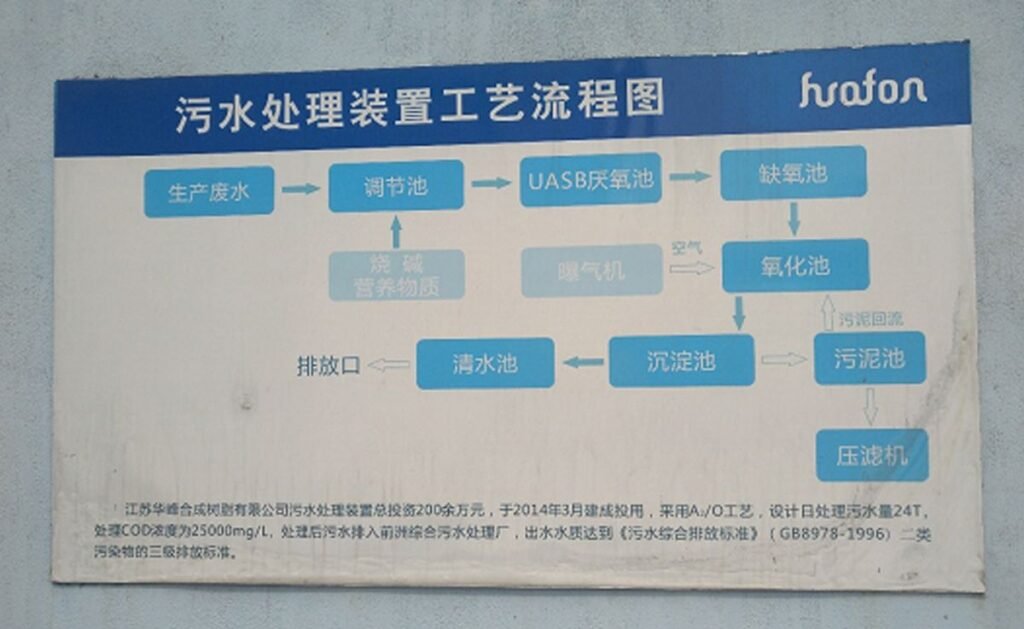 污水处理装置工艺流程图
huafon
生产废水
调节池
UASB厌氧池
缺氧池
烧 碱
营养物质
曝气机
空气
氧化池
污泥回流
排放口
清水池
沉淀池
污泥池
压滤机
江苏华峰合成树脂有限公司污水处理装置总投资200余万元，于2014年3月建成投用，采用A₂/O工艺，设计日处理污水量24T，
处理COD浓度为25000mg/L，处理后污水排入前洲综合污水处理厂，出水水质达到《污水综合排放标准》（GB8978-1996）二类
污染物的三级排放标准。